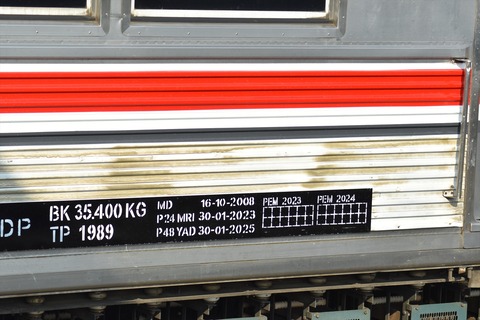 DP
BK 35.400 KG
TP 1989
MD 16-10-2008
P24 MRI 30-01-2023
P48 YAD 30-01-2025
PEM 2023
PEM 2024